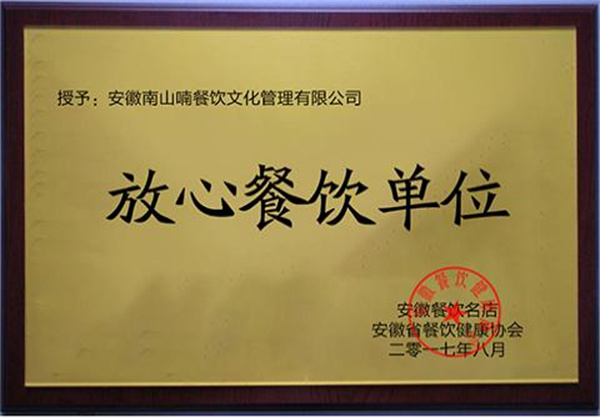 授予：安徽南山喃餐饮文化管理有限公司
放心餐饮单位
安徽餐饮名店
安徽省餐饮健康协会
二零一七年八月